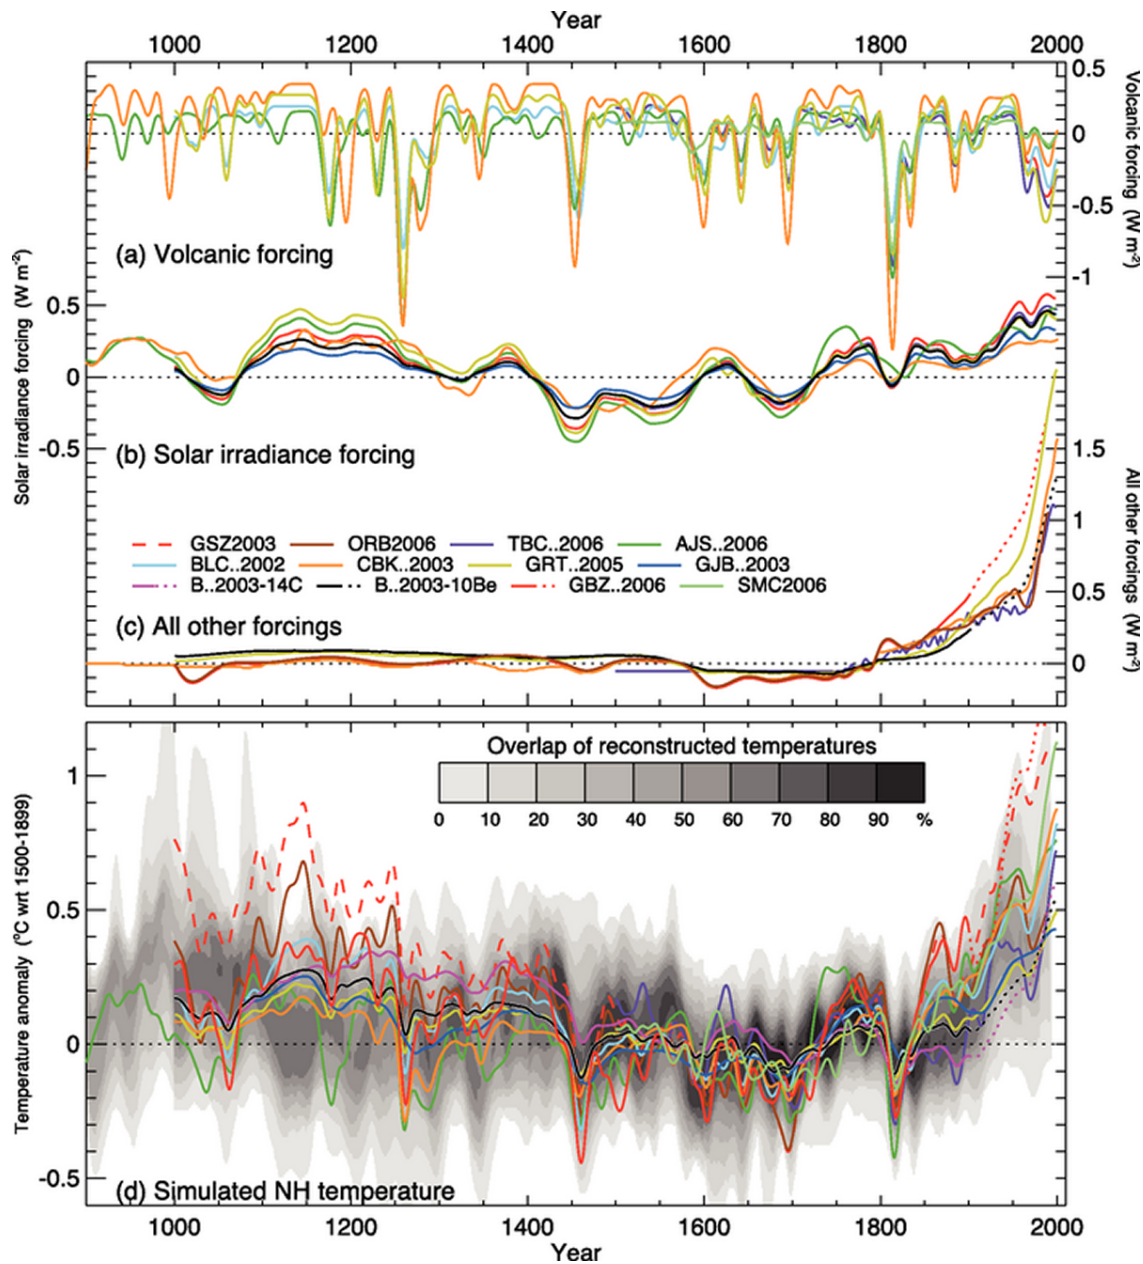 Year
1000 1200 1400 1600 1800 2000
0.5
0
-0.5
-1
Volcanic forcing (W m⁻²)
(a) Volcanic forcing
0.5
0
-0.5
Solar irradiance forcing (W m⁻²)
(b) Solar irradiance forcing
1.5
1
0.5
0
All other forcings (W m⁻²)
GSZ2003 ORB2006 TBC..2006 AJS..2006
BLC..2002 CBK..2003 GRT..2005 GJB..2003
B..2003-14C B..2003-10Be GBZ..2006 SMC2006
(c) All other forcings
Overlap of reconstructed temperatures
0 10 20 30 40 50 60 70 80 90 %
1
0.5
0
-0.5
Temperature anomaly (°C wrt 1500-1899)
(d) Simulated NH temperature
1000 1200 1400 1600 1800 2000
Year